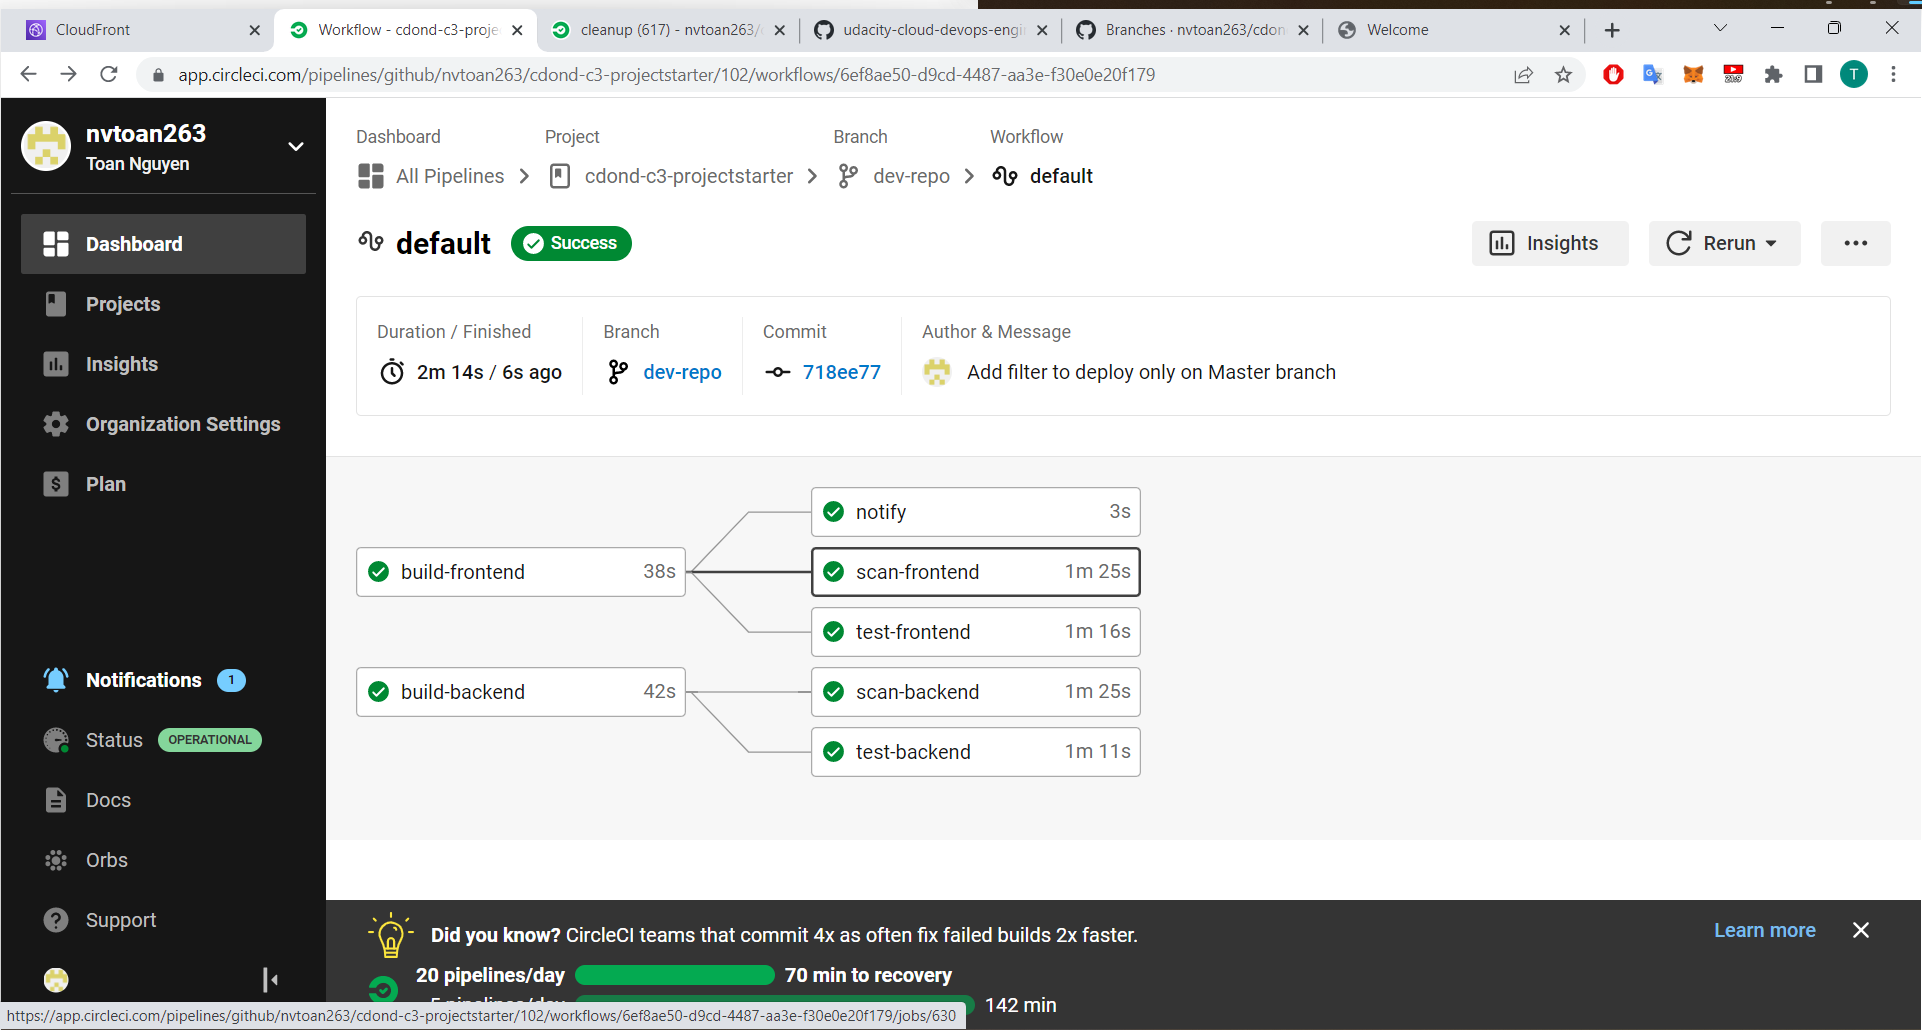 CloudFront
Workflow - cdond-c3-proje
cleanup (617) - nvtoan263/
udacity-cloud-devops-engi
Branches · nvtoan263/cdon
Welcome
app.circleci.com/pipelines/github/nvtoan263/cdond-c3-projectstarter/102/workflows/6ef8ae50-d9cd-4487-aa3e-f30e0e20f179
T
nvtoan263
Toan Nguyen
Dashboard
Projects
Insights
Organization Settings
Plan
Notifications 1
Status OPERATIONAL
Docs
Orbs
Support
Dashboard Project Branch Workflow
All Pipelines cdond-c3-projectstarter dev-repo default
default Success
Insights Rerun
Duration / Finished Branch Commit Author & Message
2m 14s / 6s ago dev-repo 718ee77 Add filter to deploy only on Master branch
notify 3s
build-frontend 38s
scan-frontend 1m 25s
test-frontend 1m 16s
build-backend 42s
scan-backend 1m 25s
test-backend 1m 11s
Did you know? CircleCI teams that commit 4x as often fix failed builds 2x faster.
Learn more
20 pipelines/day 70 min to recovery
5 pipelines/day 142 min
https://app.circleci.com/pipelines/github/nvtoan263/cdond-c3-projectstarter/102/workflows/6ef8ae50-d9cd-4487-aa3e-f30e0e20f179/jobs/630